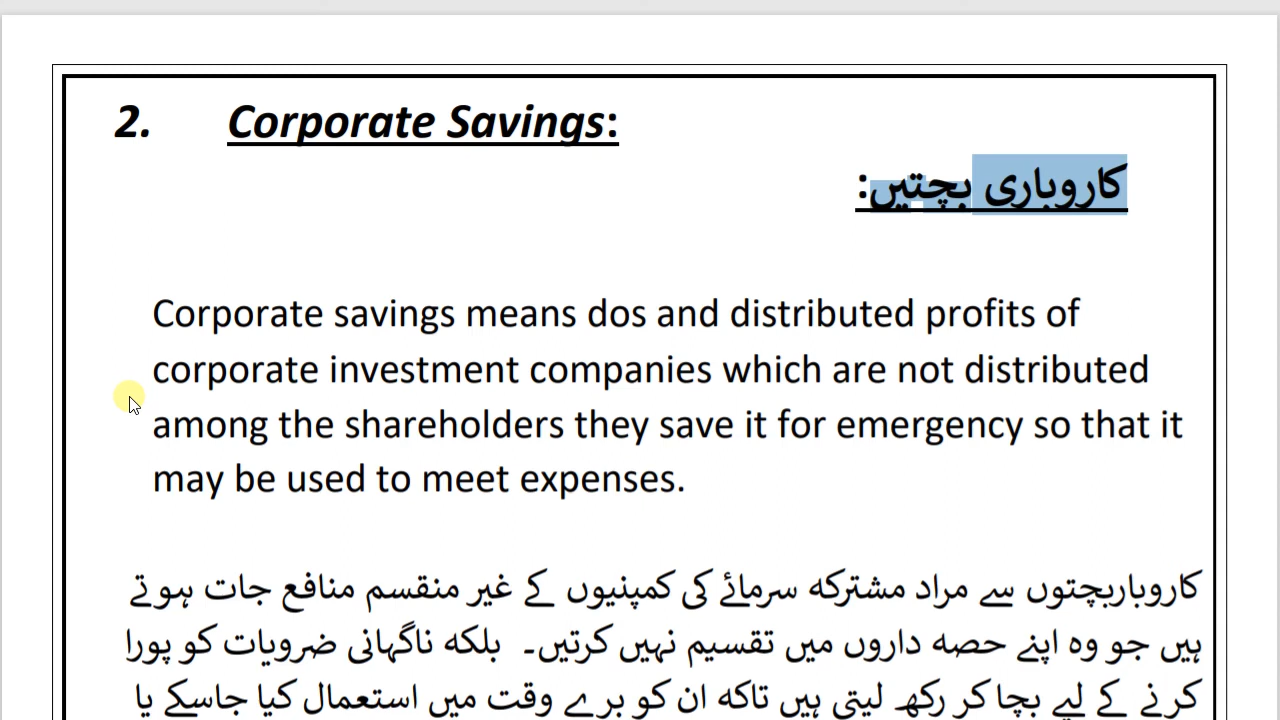 2. Corporate Savings:
کاروباری بچتیں:
Corporate savings means dos and distributed profits of
corporate investment companies which are not distributed
among the shareholders they save it for emergency so that it
may be used to meet expenses.
کاروباربچتوں سے مراد مشترکہ سرمائے کی کمپنیوں کے غیر منقسم منافع جات ہوتے
ہیں جو وہ اپنے حصہ داروں میں تقسیم نہیں کرتیں۔ بلکہ ناگہانی ضرویات کو پورا
کرنے کے لیے بچا کر رکھ لیتی ہیں تاکہ ان کو برے وقت میں استعمال کیا جاسکے یا